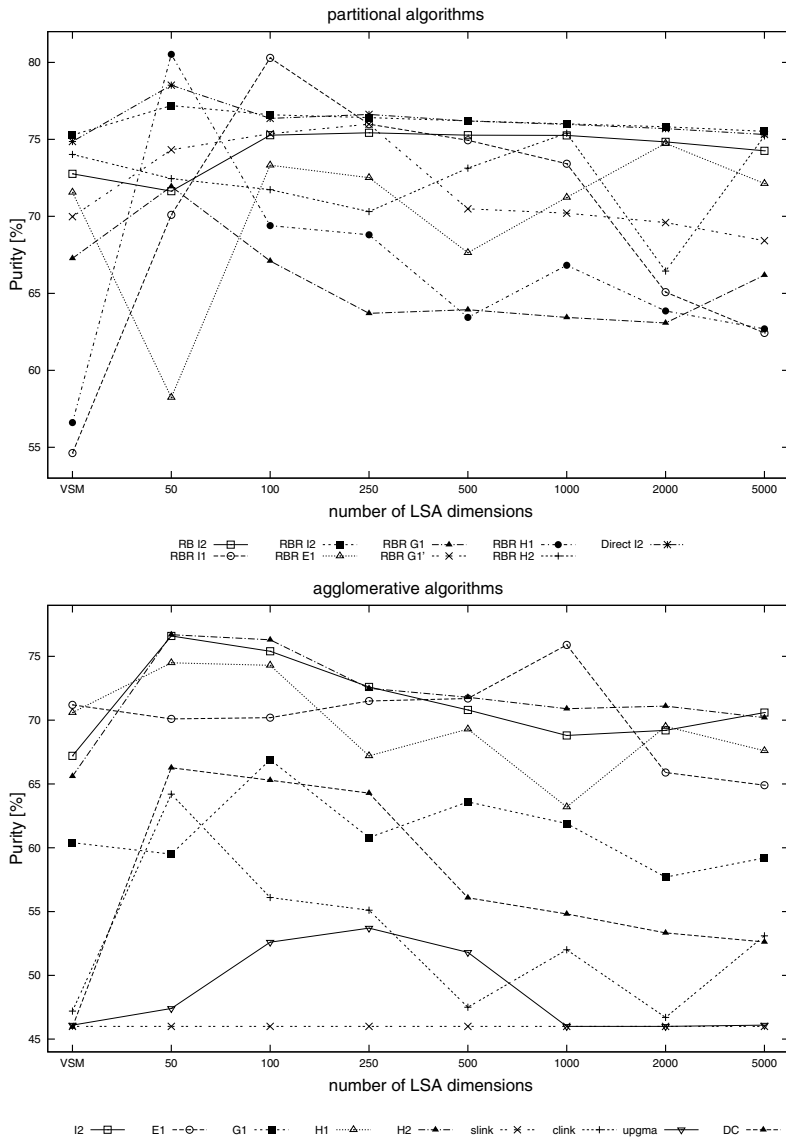 partitional algorithms
Purity [%]
80
75
70
65
60
55
VSM 50 100 250 500 1000 2000 5000
number of LSA dimensions
RB I2 RBR I2 RBR G1 RBR H1 Direct I2
RBR I1 RBR E1 RBR G1' RBR H2
agglomerative algorithms
Purity [%]
75
70
65
60
55
50
45
VSM 50 100 250 500 1000 2000 5000
number of LSA dimensions
I2 E1 G1 H1 H2 slink clink upgma DC